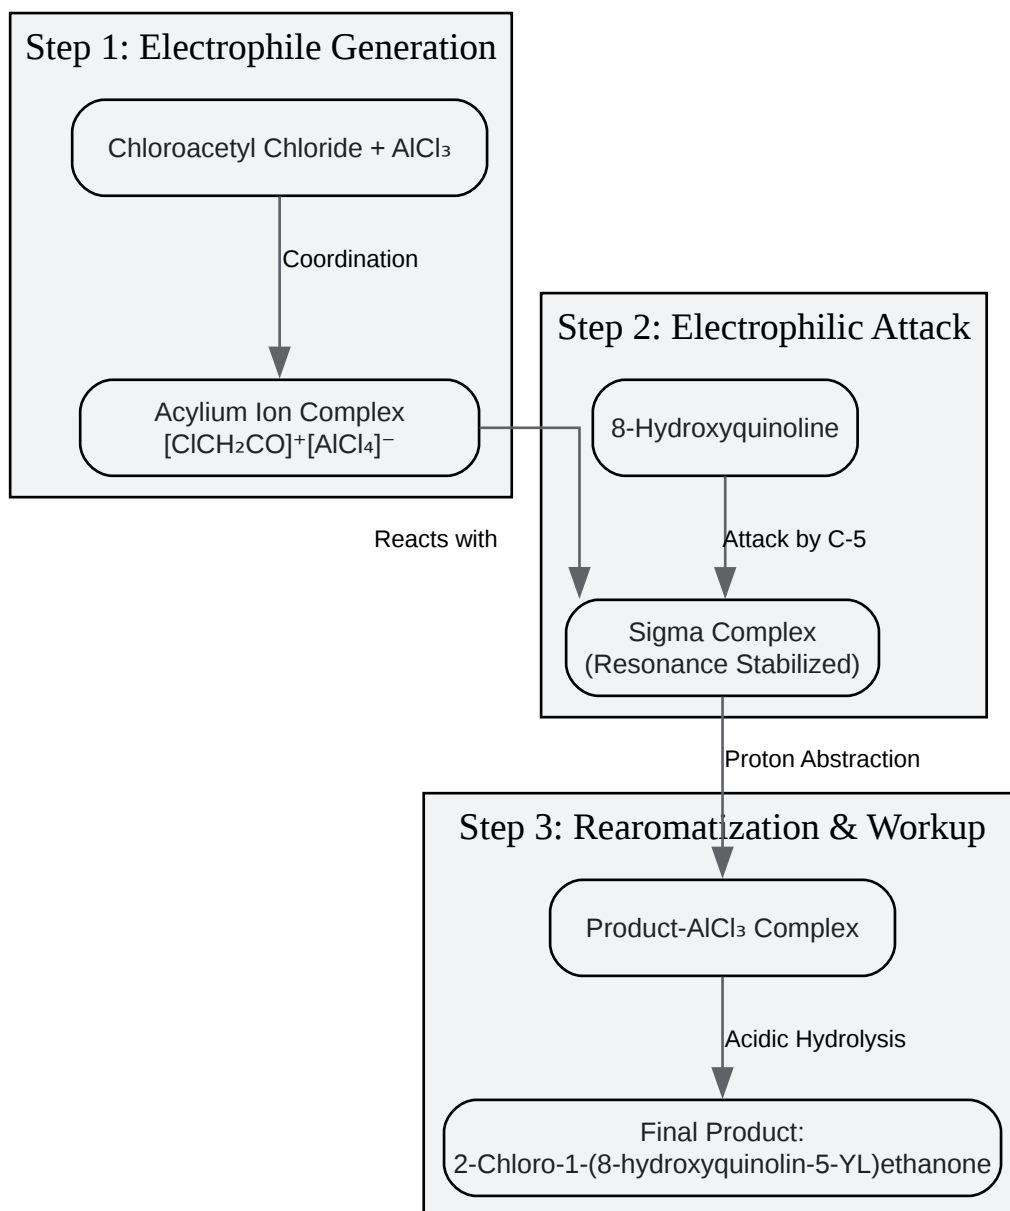 Step 1: Electrophile Generation
Chloroacetyl Chloride + AlCl₃
Coordination
Acylium Ion Complex
[ClCH₂CO]⁺[AlCl₄]⁻
Reacts with
Step 2: Electrophilic Attack
8-Hydroxyquinoline
Attack by C-5
Sigma Complex
(Resonance Stabilized)
Proton Abstraction
Step 3: Rearomatization & Workup
Product-AlCl₃ Complex
Acidic Hydrolysis
Final Product:
2-Chloro-1-(8-hydroxyquinolin-5-YL)ethanone